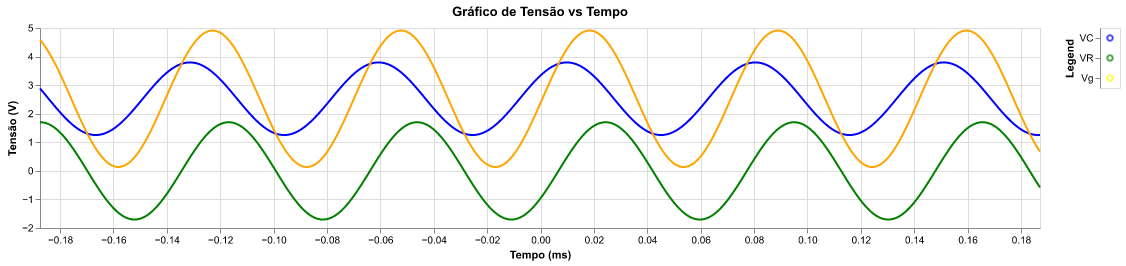 Gráfico de Tensão vs Tempo
Tensão (V)
5
4
3
2
1
0
−1
−2
−0.18 −0.16 −0.14 −0.12 −0.10 −0.08 −0.06 −0.04 −0.02 0.00 0.02 0.04 0.06 0.08 0.10 0.12 0.14 0.16 0.18
Tempo (ms)
Legend
VC
VR
Vg